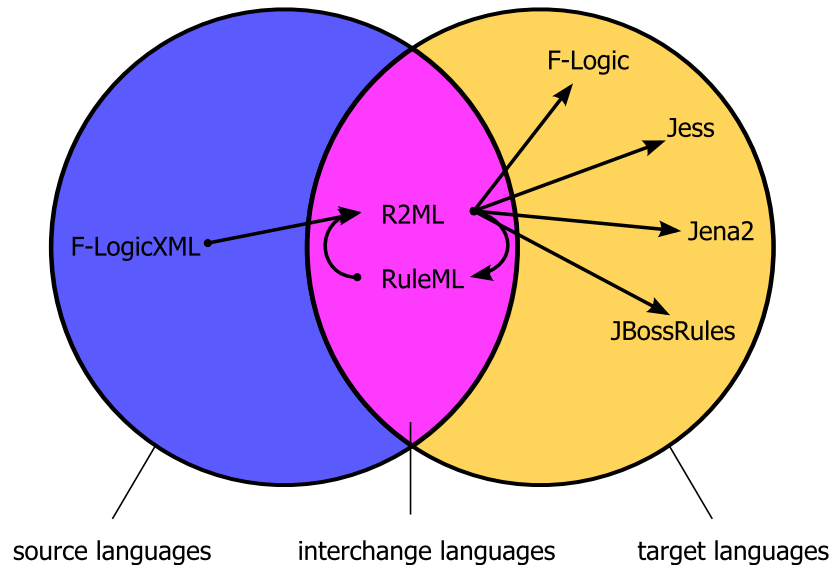 F-Logic
Jess
R2ML
Jena2
F-LogicXML
RuleML
JBossRules
source languages
interchange languages
target languages